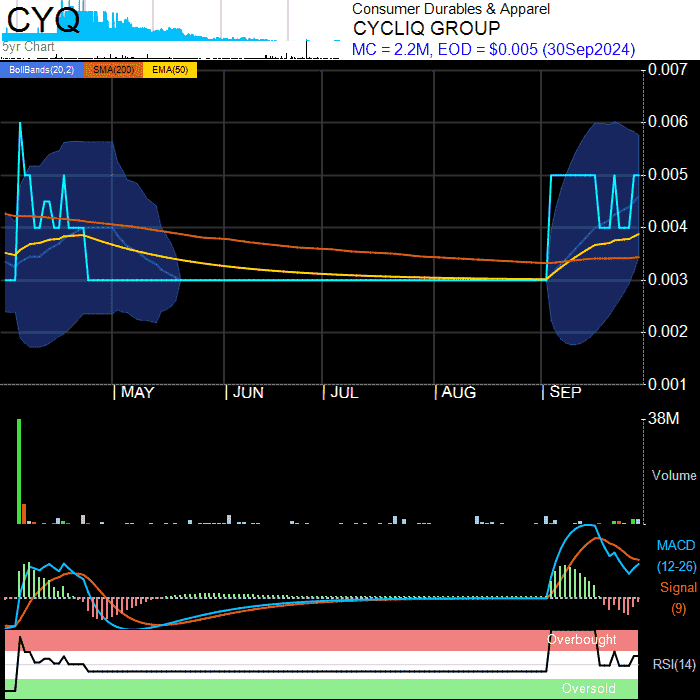 CYQ
5yr Chart
Consumer Durables & Apparel
CYCLIQ GROUP
MC = 2.2M, EOD = $0.005 (30Sep2024)
BollBands(20,2) SMA(200) EMA(50)
0.007
0.006
0.005
0.004
0.003
0.002
0.001
MAY JUN JUL AUG SEP
38M
Volume
MACD
(12-26)
Signal
(9)
Overbought
RSI(14)
Oversold